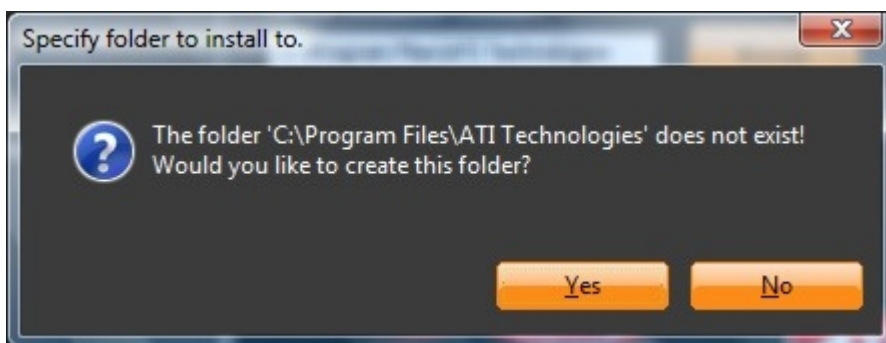 Specify folder to install to.
The folder 'C:\Program Files\ATI Technologies' does not exist!
Would you like to create this folder?
Yes
No